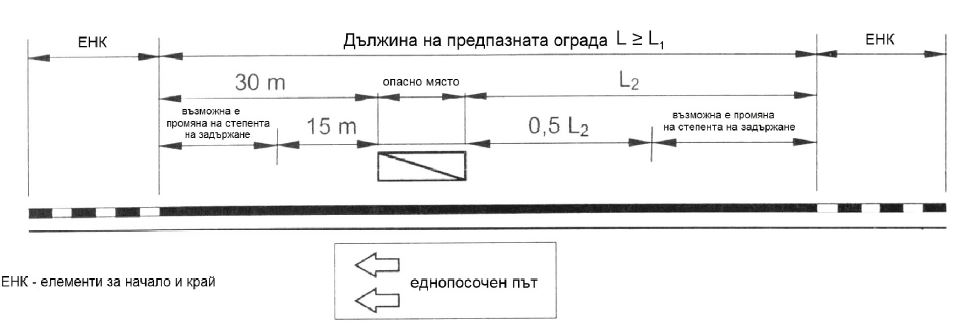 ЕНК
Дължина на предпазната ограда L ≥ L₁
ЕНК
30 m
опасно място
L₂
възможна е
промяна на степента
на задържане
15 m
0,5 L₂
възможна е промяна
на степента на задържане
ЕНК - елементи за начало и край
еднопосочен път